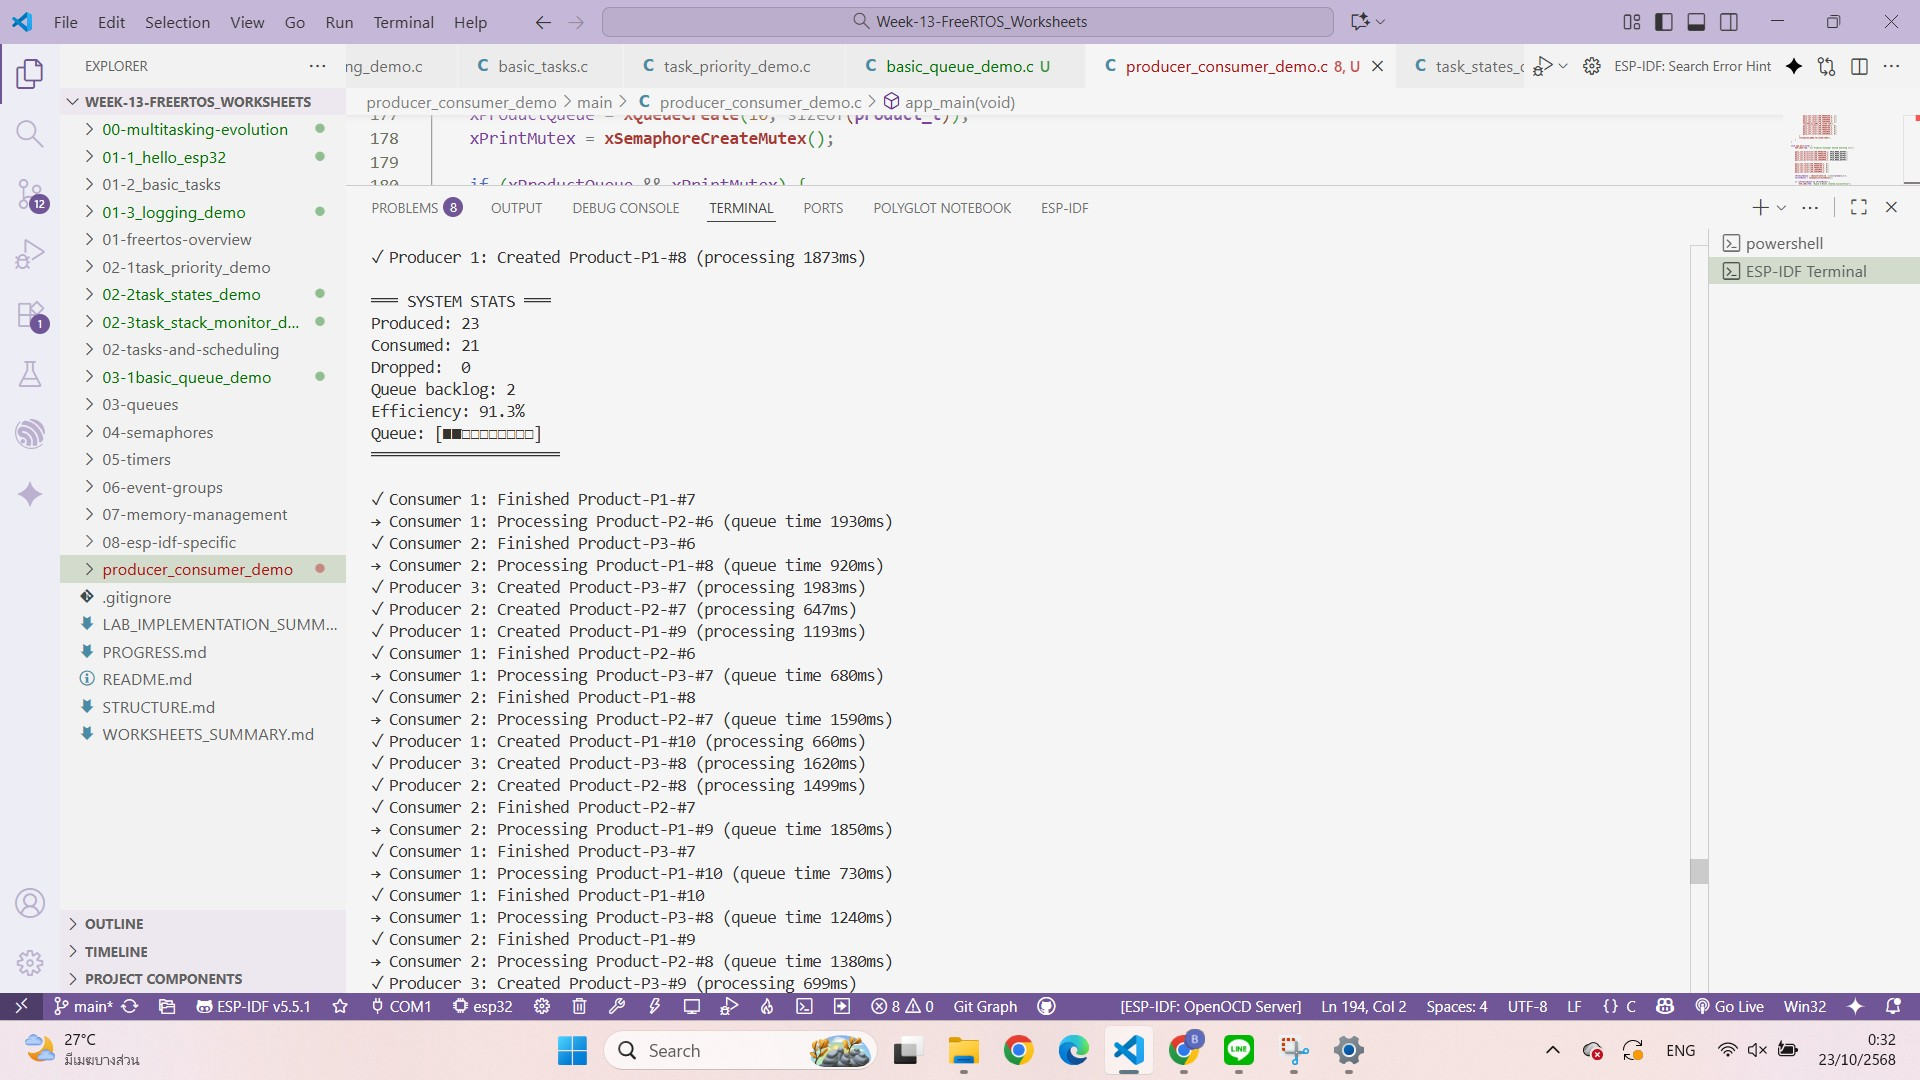 File Edit Selection View Go Run Terminal Help
Week-13-FreeRTOS_Worksheets
EXPLORER
ng_demo.c
basic_tasks.c
task_priority_demo.c
basic_queue_demo.c U
producer_consumer_demo.c 8, U
task_states_
ESP-IDF: Search Error Hint
WEEK-13-FREERTOS_WORKSHEETS
00-multitasking-evolution
01-1_hello_esp32
01-2_basic_tasks
01-3_logging_demo
01-freertos-overview
02-1task_priority_demo
02-2task_states_demo
02-3task_stack_monitor_d...
02-tasks-and-scheduling
03-1basic_queue_demo
03-queues
04-semaphores
05-timers
06-event-groups
07-memory-management
08-esp-idf-specific
producer_consumer_demo
.gitignore
LAB_IMPLEMENTATION_SUMM...
PROGRESS.md
README.md
STRUCTURE.md
WORKSHEETS_SUMMARY.md
OUTLINE
TIMELINE
PROJECT COMPONENTS
12
1
producer_consumer_demo > main > C producer_consumer_demo.c > app_main(void)
177 xProductQueue = xQueueCreate(10, sizeof(product_t));
178 xPrintMutex = xSemaphoreCreateMutex();
179
180 if (xProductQueue && xPrintMutex) {
PROBLEMS 8 OUTPUT DEBUG CONSOLE TERMINAL PORTS POLYGLOT NOTEBOOK ESP-IDF
powershell
ESP-IDF Terminal
✓ Producer 1: Created Product-P1-#8 (processing 1873ms)
═══ SYSTEM STATS ═══
Produced: 23
Consumed: 21
Dropped:  0
Queue backlog: 2
Efficiency: 91.3%
Queue: [■■□□□□□□□□]
═════════════════════
✓ Consumer 1: Finished Product-P1-#7
→ Consumer 1: Processing Product-P2-#6 (queue time 1930ms)
✓ Consumer 2: Finished Product-P3-#6
→ Consumer 2: Processing Product-P1-#8 (queue time 920ms)
✓ Producer 3: Created Product-P3-#7 (processing 1983ms)
✓ Producer 2: Created Product-P2-#7 (processing 647ms)
✓ Producer 1: Created Product-P1-#9 (processing 1193ms)
✓ Consumer 1: Finished Product-P2-#6
→ Consumer 1: Processing Product-P3-#7 (queue time 680ms)
✓ Consumer 2: Finished Product-P1-#8
→ Consumer 2: Processing Product-P2-#7 (queue time 1590ms)
✓ Producer 1: Created Product-P1-#10 (processing 660ms)
✓ Producer 3: Created Product-P3-#8 (processing 1620ms)
✓ Producer 2: Created Product-P2-#8 (processing 1499ms)
✓ Consumer 2: Finished Product-P2-#7
→ Consumer 2: Processing Product-P1-#9 (queue time 1850ms)
✓ Consumer 1: Finished Product-P3-#7
→ Consumer 1: Processing Product-P1-#10 (queue time 730ms)
✓ Consumer 1: Finished Product-P1-#10
→ Consumer 1: Processing Product-P3-#8 (queue time 1240ms)
✓ Consumer 2: Finished Product-P1-#9
→ Consumer 2: Processing Product-P2-#8 (queue time 1380ms)
✓ Producer 3: Created Product-P3-#9 (processing 699ms)
main* ESP-IDF v5.5.1 COM1 esp32 8 0 Git Graph [ESP-IDF: OpenOCD Server] Ln 194, Col 2 Spaces: 4 UTF-8 LF {} C Go Live Win32
27°C
มีเมฆบางส่วน
Search
ENG
0:32
23/10/2568